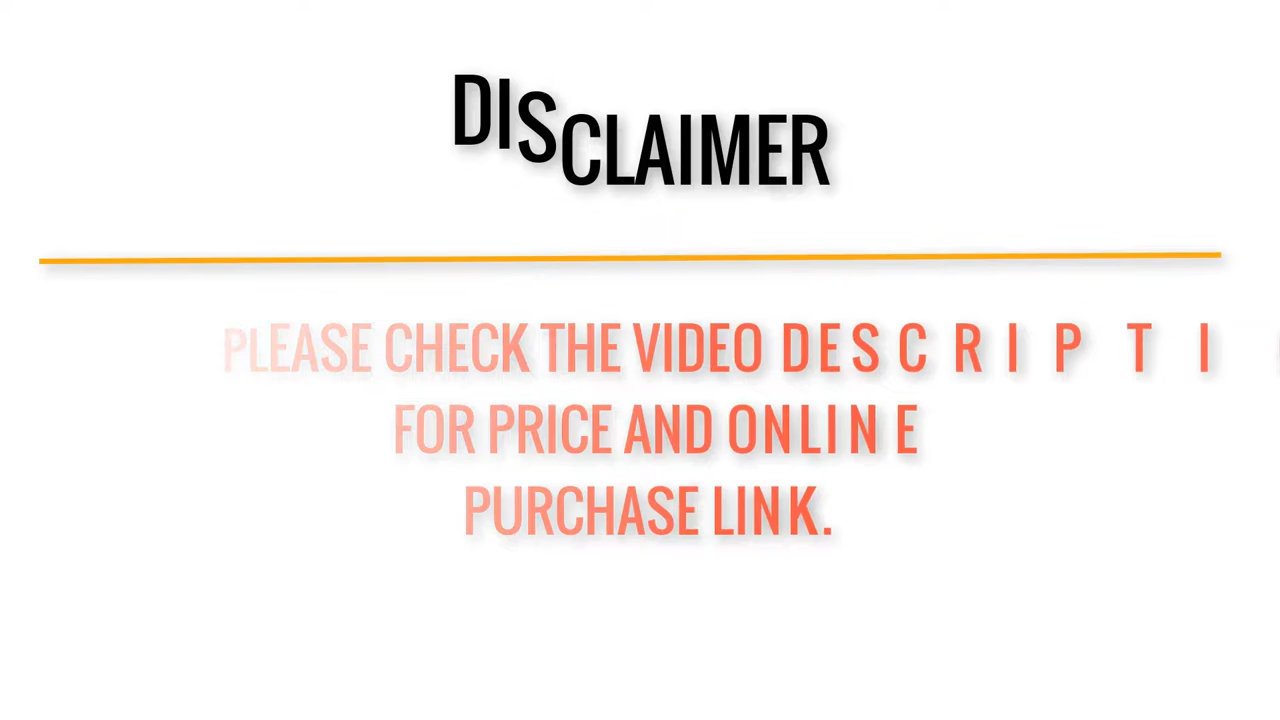 DISCLAIMER
PLEASE CHECK THE VIDEO DESCRIPTI
FOR PRICE AND ONLINE
PURCHASE LINK.